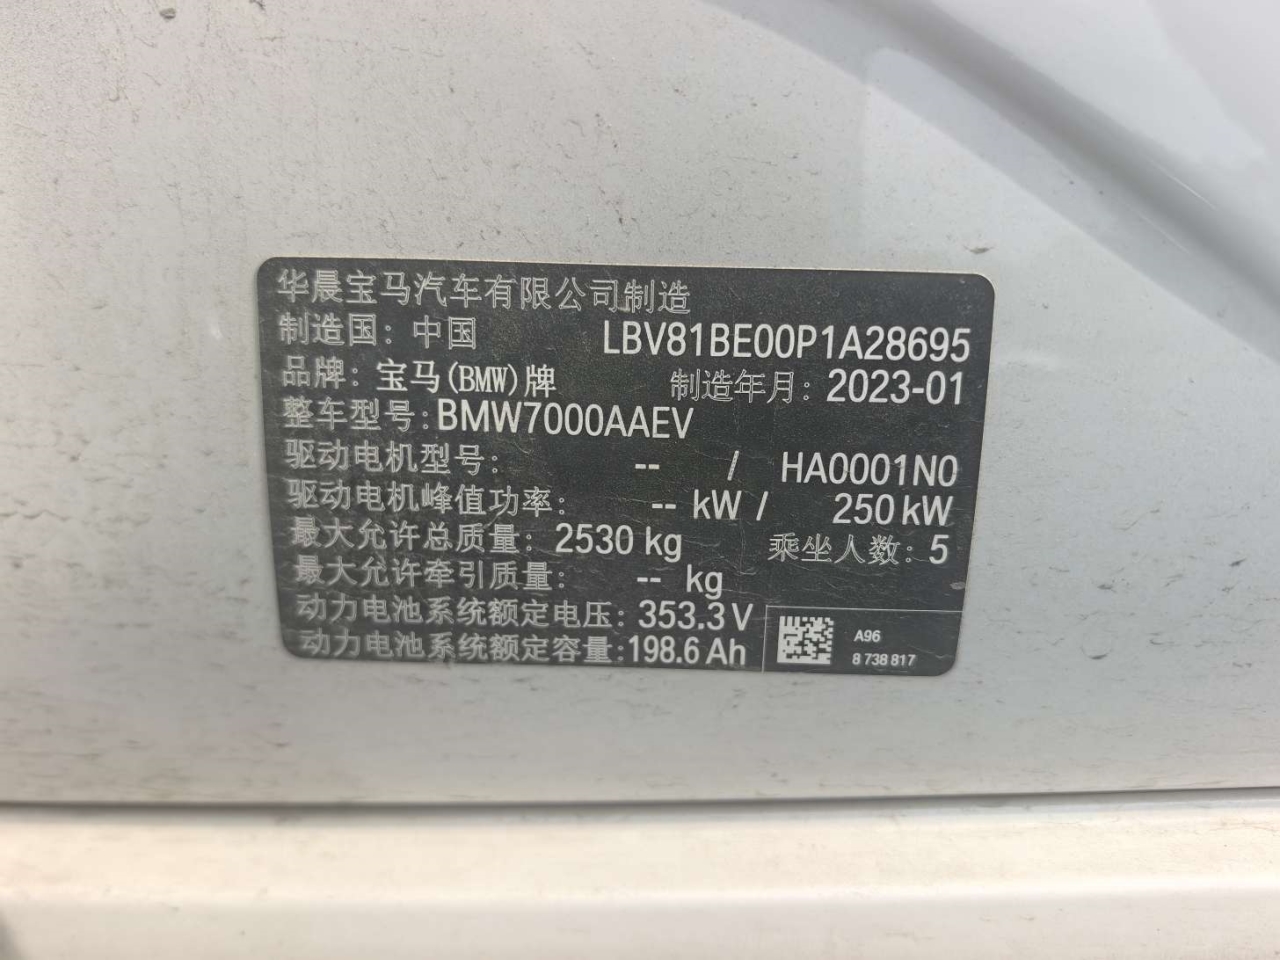 华晨宝马汽车有限公司制造
制造国：中国 LBV81BE00P1A28695
品牌：宝马(BMW)牌 制造年月：2023-01
整车型号：BMW7000AAEV
驱动电机型号： -- / HA0001N0
驱动电机峰值功率： -- kW / 250 kW
最大允许总质量：2530 kg 乘坐人数：5
最大允许牵引质量： -- kg
动力电池系统额定电压：353.3 V
动力电池系统额定容量：198.6 Ah
A96
8 738 817